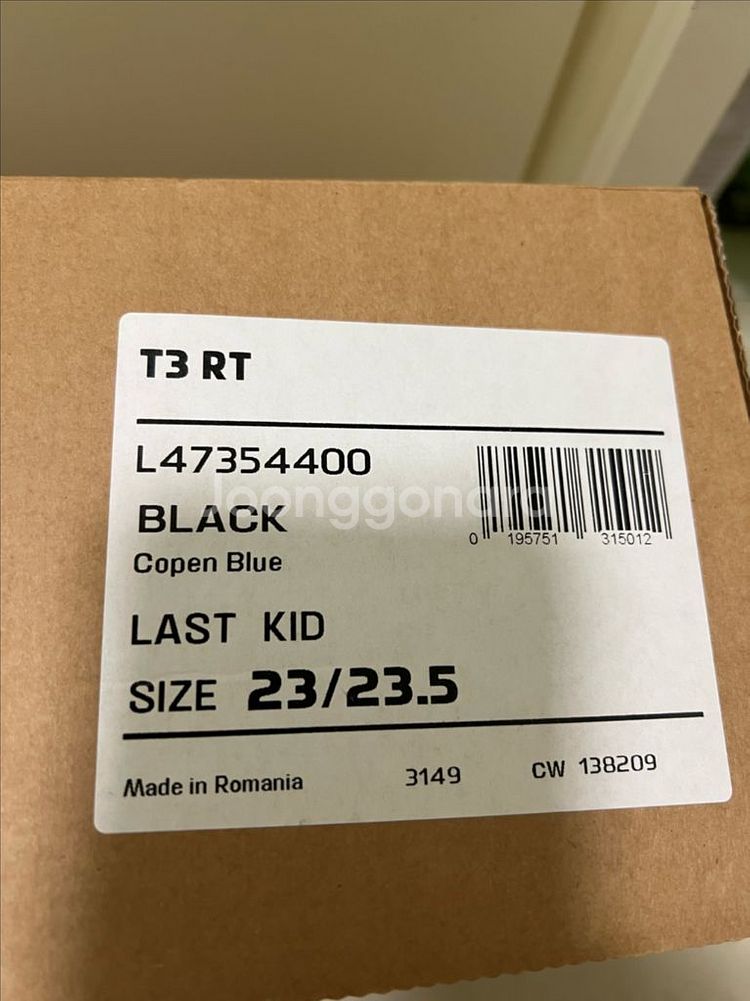 T3 RT
L47354400
BLACK
Joonggonara
Copen Blue
0 195751 315012
LAST KID
SIZE 23/23.5
Made in Romania 3149 CW 138209